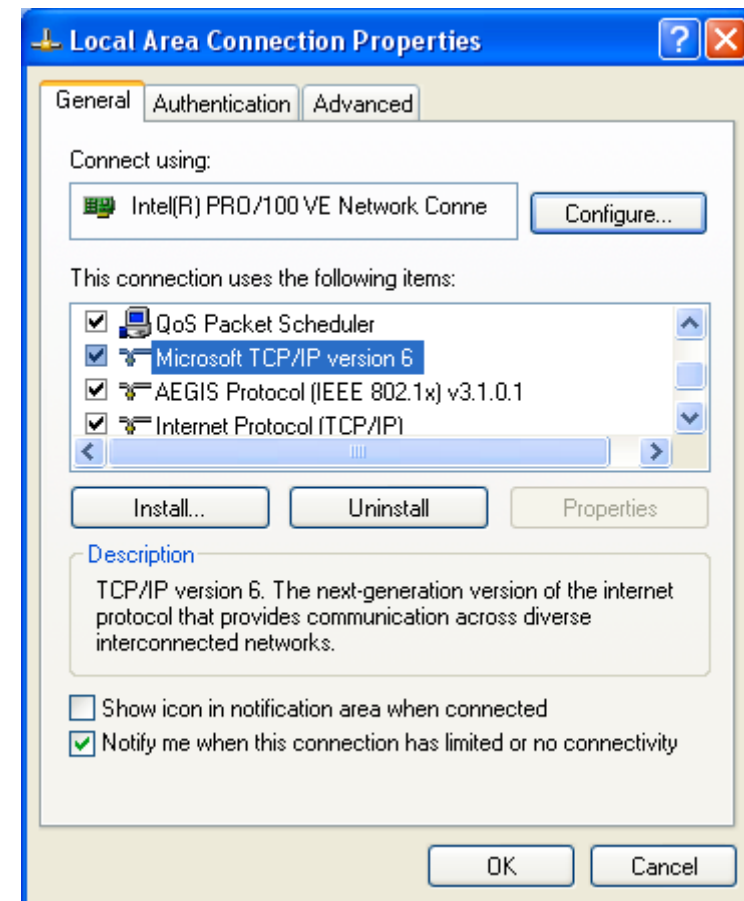 Local Area Connection Properties
General Authentication Advanced
Connect using:
Intel(R) PRO/100 VE Network Conne
Configure...
This connection uses the following items:
QoS Packet Scheduler
Microsoft TCP/IP version 6
AEGIS Protocol (IEEE 802.1x) v3.1.0.1
Internet Protocol (TCP/IP)
Install... Uninstall Properties
Description
TCP/IP version 6. The next-generation version of the internet
protocol that provides communication across diverse
interconnected networks.
Show icon in notification area when connected
Notify me when this connection has limited or no connectivity
OK Cancel